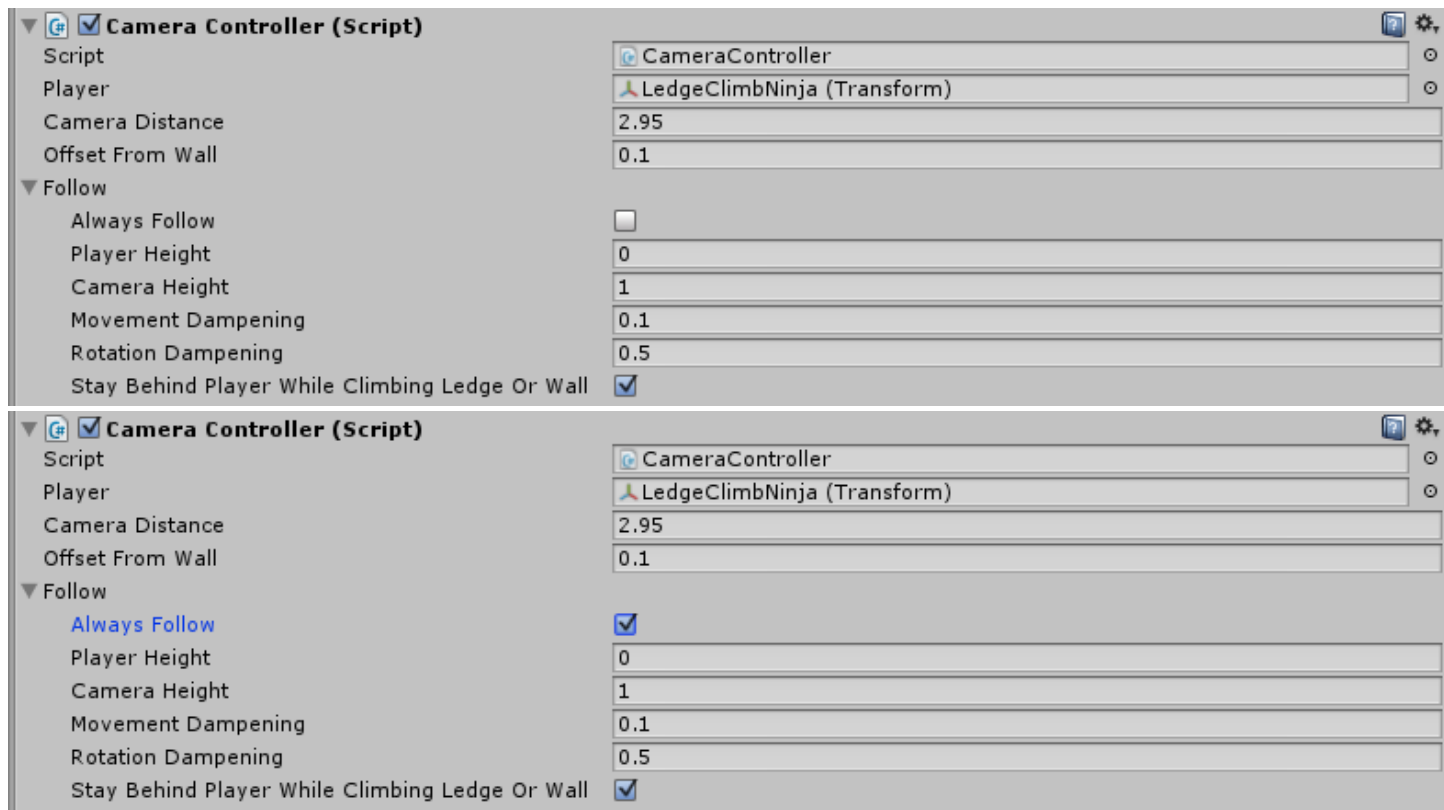 Camera Controller (Script)
Script CameraController
Player LedgeClimbNinja (Transform)
Camera Distance 2.95
Offset From Wall 0.1
Follow
Always Follow
Player Height 0
Camera Height 1
Movement Dampening 0.1
Rotation Dampening 0.5
Stay Behind Player While Climbing Ledge Or Wall
Camera Controller (Script)
Script CameraController
Player LedgeClimbNinja (Transform)
Camera Distance 2.95
Offset From Wall 0.1
Follow
Always Follow
Player Height 0
Camera Height 1
Movement Dampening 0.1
Rotation Dampening 0.5
Stay Behind Player While Climbing Ledge Or Wall